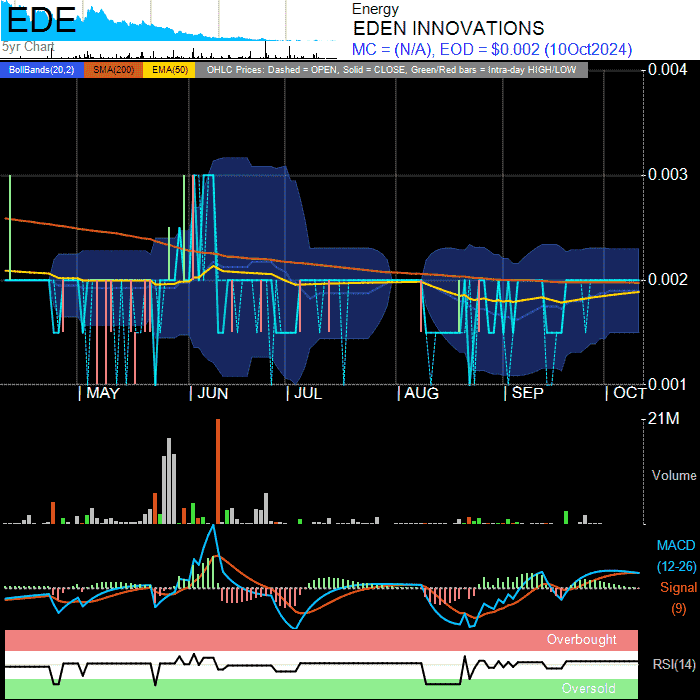 EDE
5yr Chart
Energy
EDEN INNOVATIONS
MC = (N/A), EOD = $0.002 (10Oct2024)
BollBands(20,2) SMA(200) EMA(50) OHLC Prices: Dashed = OPEN, Solid = CLOSE, Green/Red bars = Intra-day HIGH/LOW
0.004
0.003
0.002
0.001
MAY JUN JUL AUG SEP OCT
21M
Volume
MACD
(12-26)
Signal
(9)
Overbought
RSI(14)
Oversold